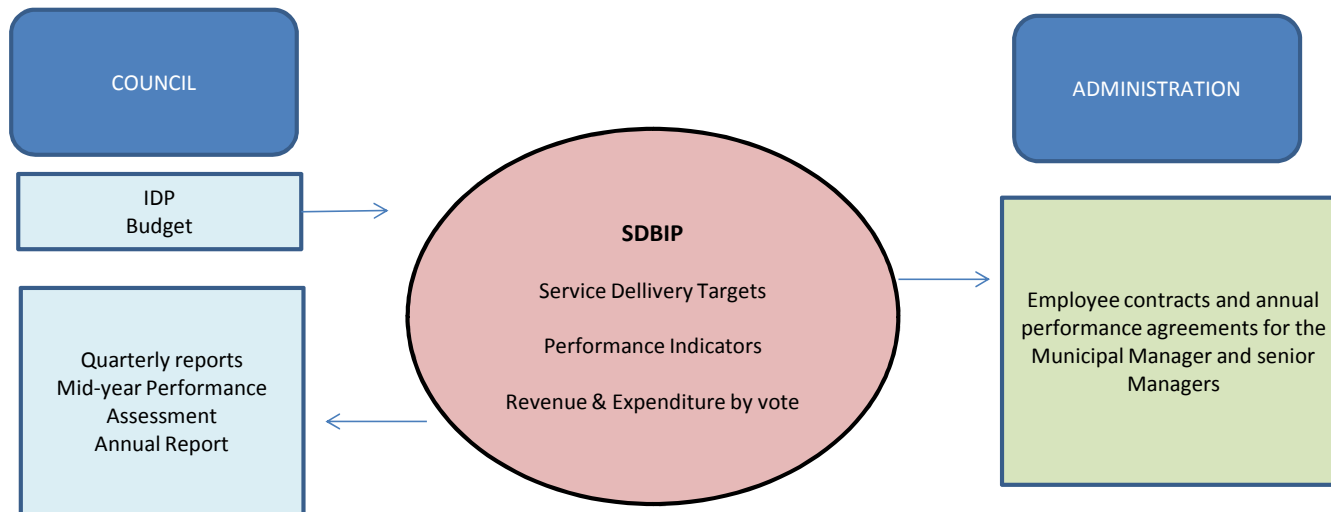 COUNCIL
IDP
Budget
Quarterly reports
Mid-year Performance
Assessment
Annual Report
SDBIP
Service Dellivery Targets
Performance Indicators
Revenue & Expenditure by vote
ADMINISTRATION
Employee contracts and annual
performance agreements for the
Municipal Manager and senior
Managers